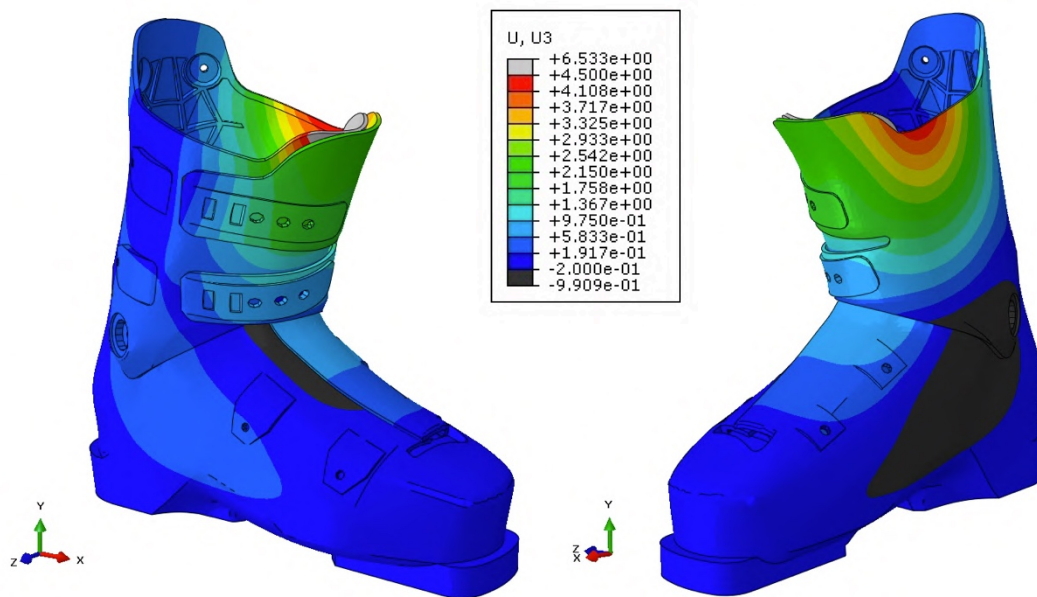 U, U3
+6.533e+00
+4.500e+00
+4.108e+00
+3.717e+00
+3.325e+00
+2.933e+00
+2.542e+00
+2.150e+00
+1.758e+00
+1.367e+00
+9.750e-01
+5.833e-01
+1.917e-01
-2.000e-01
-9.909e-01
Y
Z
X
Y
Z
X